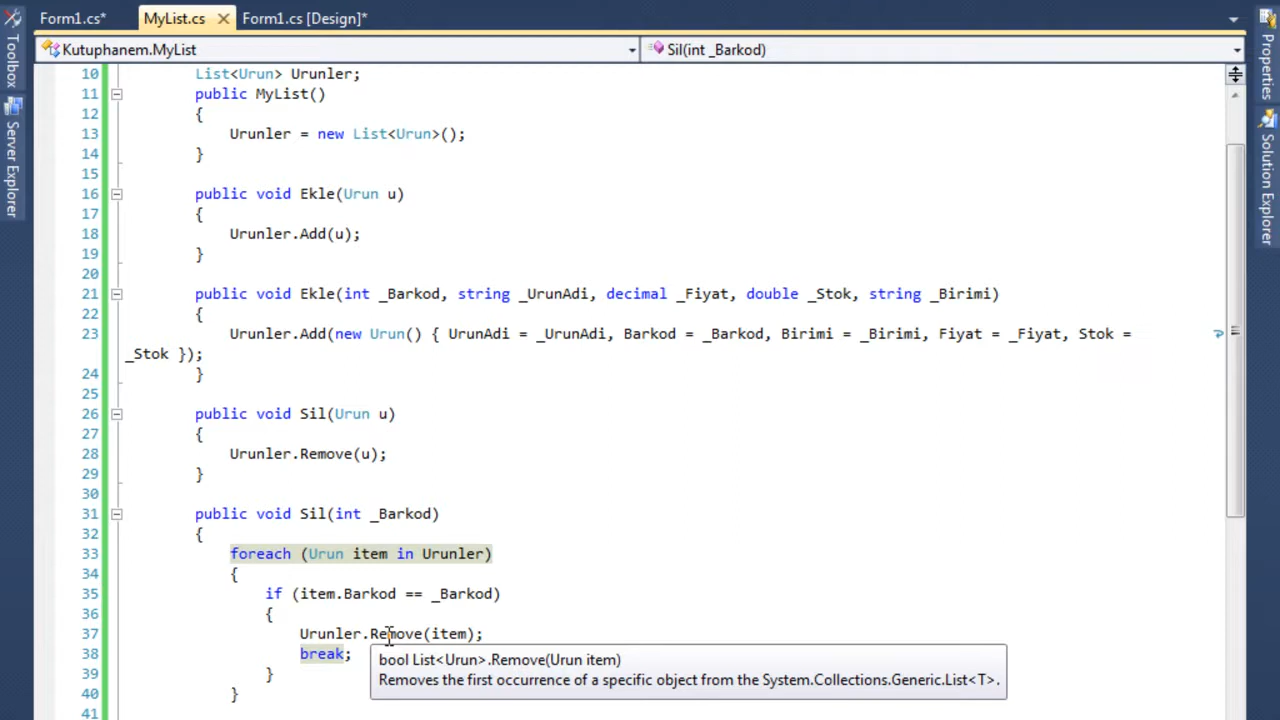 Form1.cs* MyList.cs Form1.cs [Design]*
Kutuphanem.MyList Sil(int _Barkod)
Toolbox
Server Explorer
Properties
Solution Explorer
10 List<Urun> Urunler;
11 public MyList()
12 {
13 Urunler = new List<Urun>();
14 }
15
16 public void Ekle(Urun u)
17 {
18 Urunler.Add(u);
19 }
20
21 public void Ekle(int _Barkod, string _UrunAdi, decimal _Fiyat, double _Stok, string _Birimi)
22 {
23 Urunler.Add(new Urun() { UrunAdi = _UrunAdi, Barkod = _Barkod, Birimi = _Birimi, Fiyat = _Fiyat, Stok =
_Stok });
24 }
25
26 public void Sil(Urun u)
27 {
28 Urunler.Remove(u);
29 }
30
31 public void Sil(int _Barkod)
32 {
33 foreach (Urun item in Urunler)
34 {
35 if (item.Barkod == _Barkod)
36 {
37 Urunler.Remove(item);
38 break;
bool List<Urun>.Remove(Urun item)
Removes the first occurrence of a specific object from the System.Collections.Generic.List<T>.
39 }
40 }
41